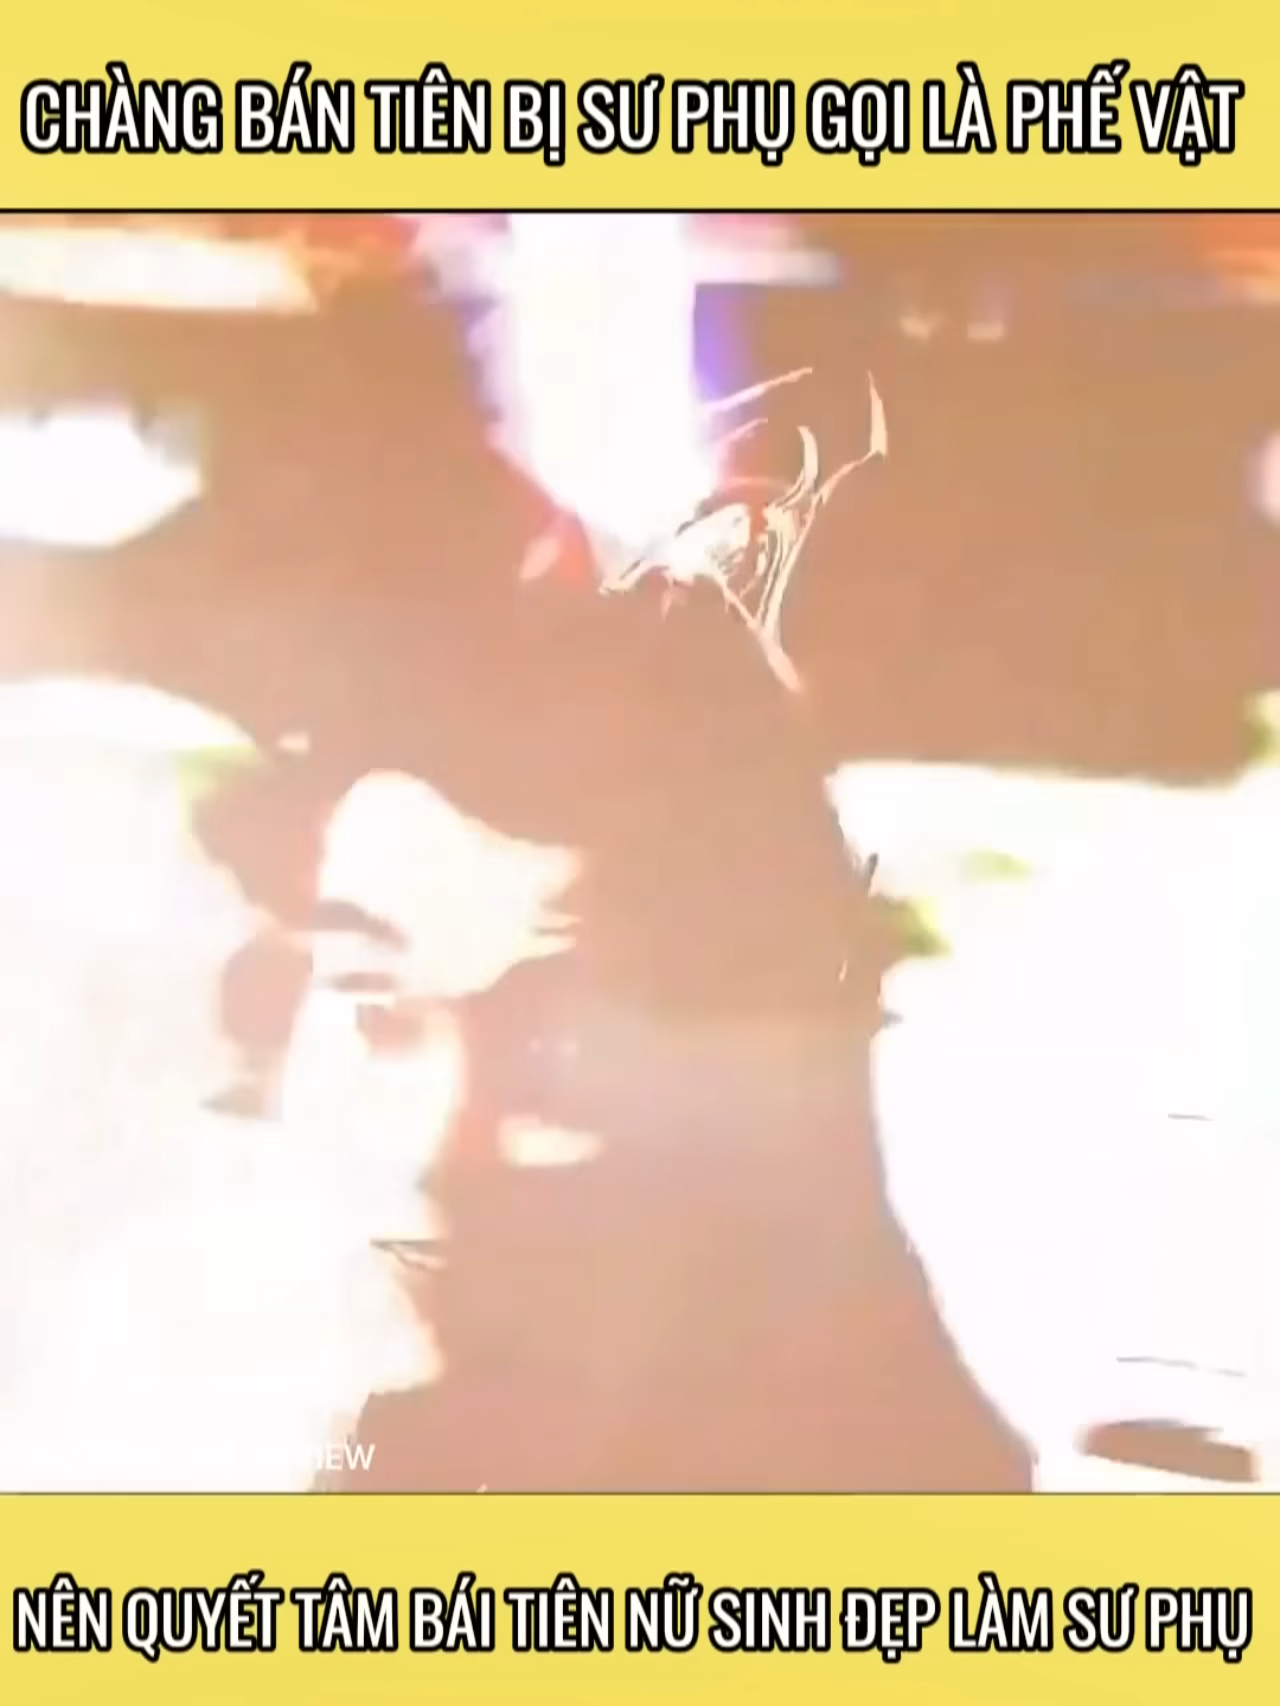 CHÀNG BÁN TIÊN BỊ SƯ PHỤ GỌI LÀ PHẾ VẬT
NÊN QUYẾT TÂM BÁI TIÊN NỮ SINH ĐẸP LÀM SƯ PHỤ